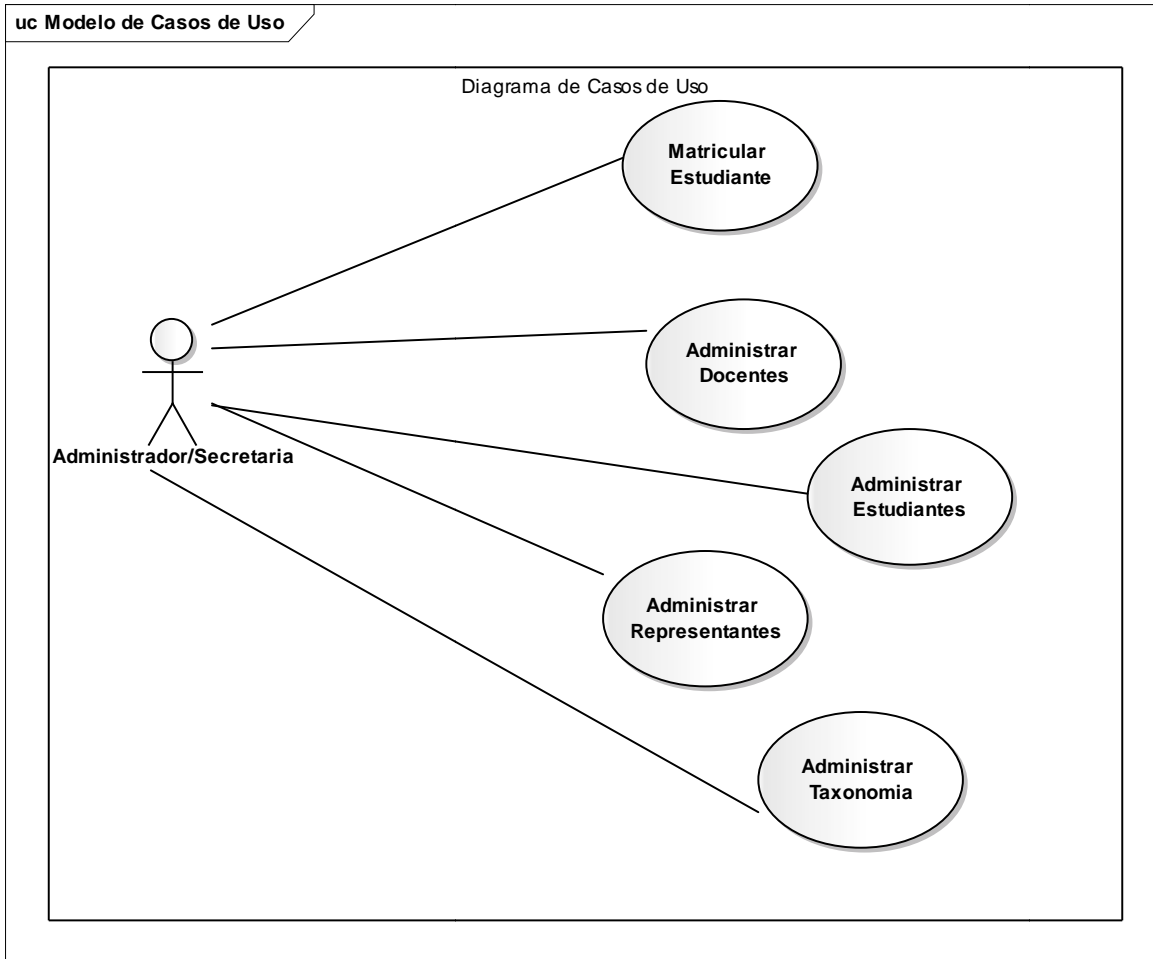 uc Modelo de Casos de Uso
Diagrama de Casos de Uso
Matricular
Estudiante
Administrar
Docentes
Administrador/Secretaria
Administrar
Estudiantes
Administrar
Representantes
Administrar
Taxonomia